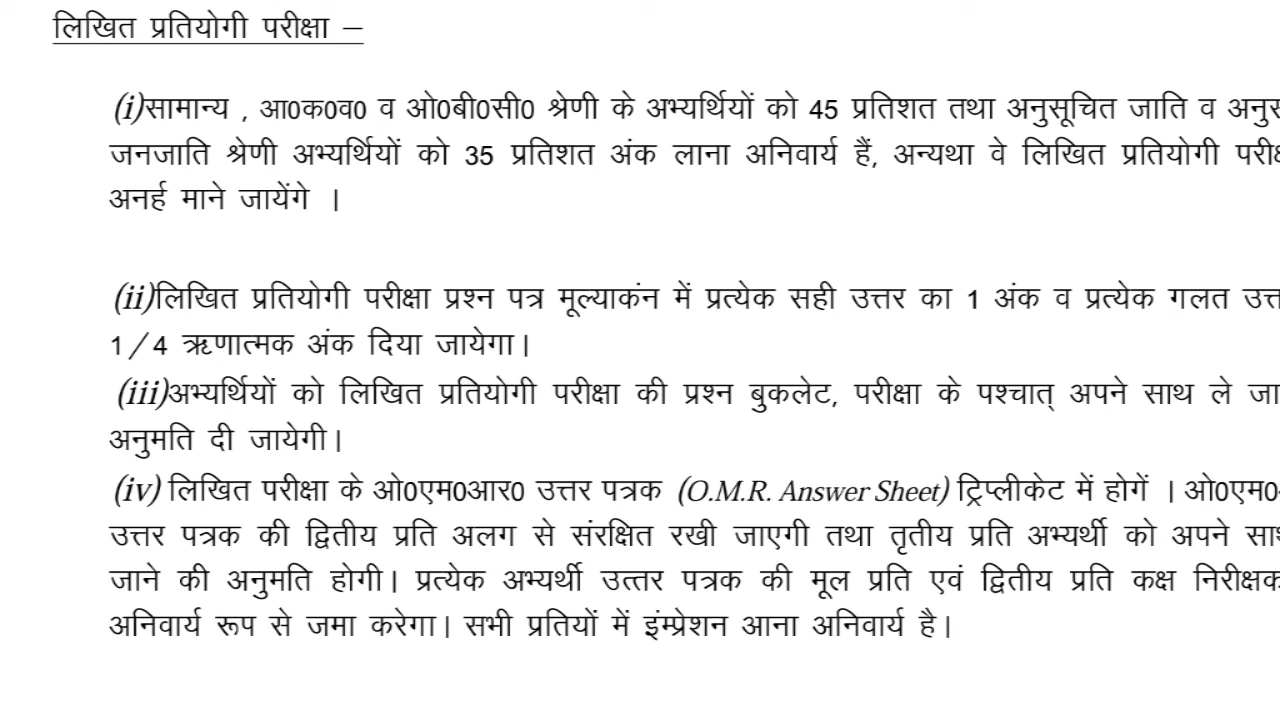 लिखित प्रतियोगी परीक्षा –
(i)सामान्य , आ0क0व0 व ओ0बी0सी0 श्रेणी के अभ्यर्थियों को 45 प्रतिशत तथा अनुसूचित जाति व
जनजाति श्रेणी अभ्यर्थियों को 35 प्रतिशत अंक लाना अनिवार्य हैं, अन्यथा वे लिखित प्रतियोगी
अनर्ह माने जायेंगे ।
(ii)लिखित प्रतियोगी परीक्षा प्रश्न पत्र मूल्याकंन में प्रत्येक सही उत्तर का 1 अंक व प्रत्येक गलत
1/4 ऋणात्मक अंक दिया जायेगा।
(iii)अभ्यर्थियों को लिखित प्रतियोगी परीक्षा की प्रश्न बुकलेट, परीक्षा के पश्चात् अपने साथ ले
अनुमति दी जायेगी।
(iv) लिखित परीक्षा के ओ0एम0आर0 उत्तर पत्रक (O.M.R. Answer Sheet) ट्रिप्लीकेट में होगें । ओ0एम0
उत्तर पत्रक की द्वितीय प्रति अलग से संरक्षित रखी जाएगी तथा तृतीय प्रति अभ्यर्थी को अपने
जाने की अनुमति होगी। प्रत्येक अभ्यर्थी उत्तर पत्रक की मूल प्रति एवं द्वितीय प्रति कक्ष निरीक्षक
अनिवार्य रूप से जमा करेगा। सभी प्रतियों में इंम्प्रेशन आना अनिवार्य है।